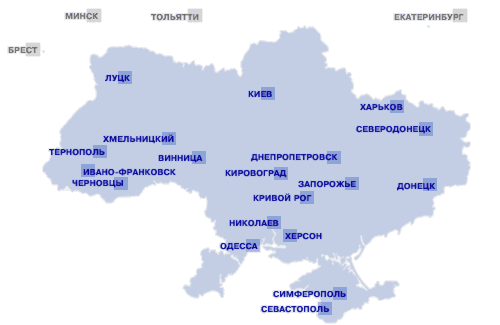 МИНСК
ТОЛЬЯТТИ
ЕКАТЕРИНБУРГ
БРЕСТ
ЛУЦК
КИЕВ
ХАРЬКОВ
СЕВЕРОДОНЕЦК
ХМЕЛЬНИЦКИЙ
ТЕРНОПОЛЬ
ВИННИЦА
ДНЕПРОПЕТРОВСК
ИВАНО-ФРАНКОВСК
КИРОВОГРАД
ЧЕРНОВЦЫ
ЗАПОРОЖЬЕ
ДОНЕЦК
КРИВОЙ РОГ
НИКОЛАЕВ
ХЕРСОН
ОДЕССА
СИМФЕРОПОЛЬ
СЕВАСТОПОЛЬ